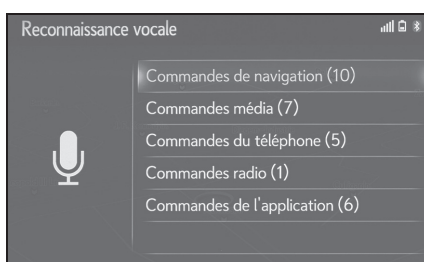 Reconnaissance vocale
Commandes de navigation (10)
Commandes média (7)
Commandes du téléphone (5)
Commandes radio (1)
Commandes de l'application (6)